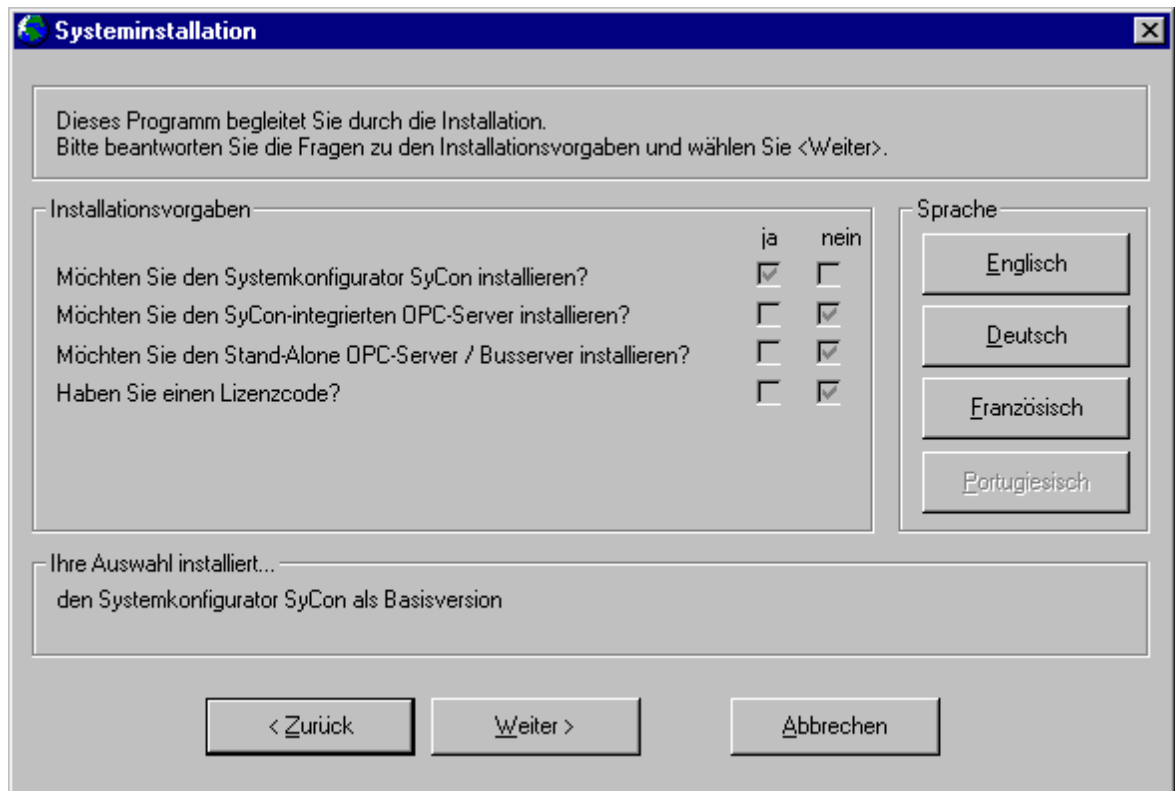 Systeminstallation
Dieses Programm begleitet Sie durch die Installation.
Bitte beantworten Sie die Fragen zu den Installationsvorgaben und wählen Sie <Weiter>.
Installationsvorgaben
ja nein
Möchten Sie den Systemkonfigurator SyCon installieren?
Möchten Sie den SyCon-integrierten OPC-Server installieren?
Möchten Sie den Stand-Alone OPC-Server / Busserver installieren?
Haben Sie einen Lizenzcode?
Sprache
Englisch
Deutsch
Französisch
Portugiesisch
Ihre Auswahl installiert...
den Systemkonfigurator SyCon als Basisversion
< Zurück
Weiter >
Abbrechen